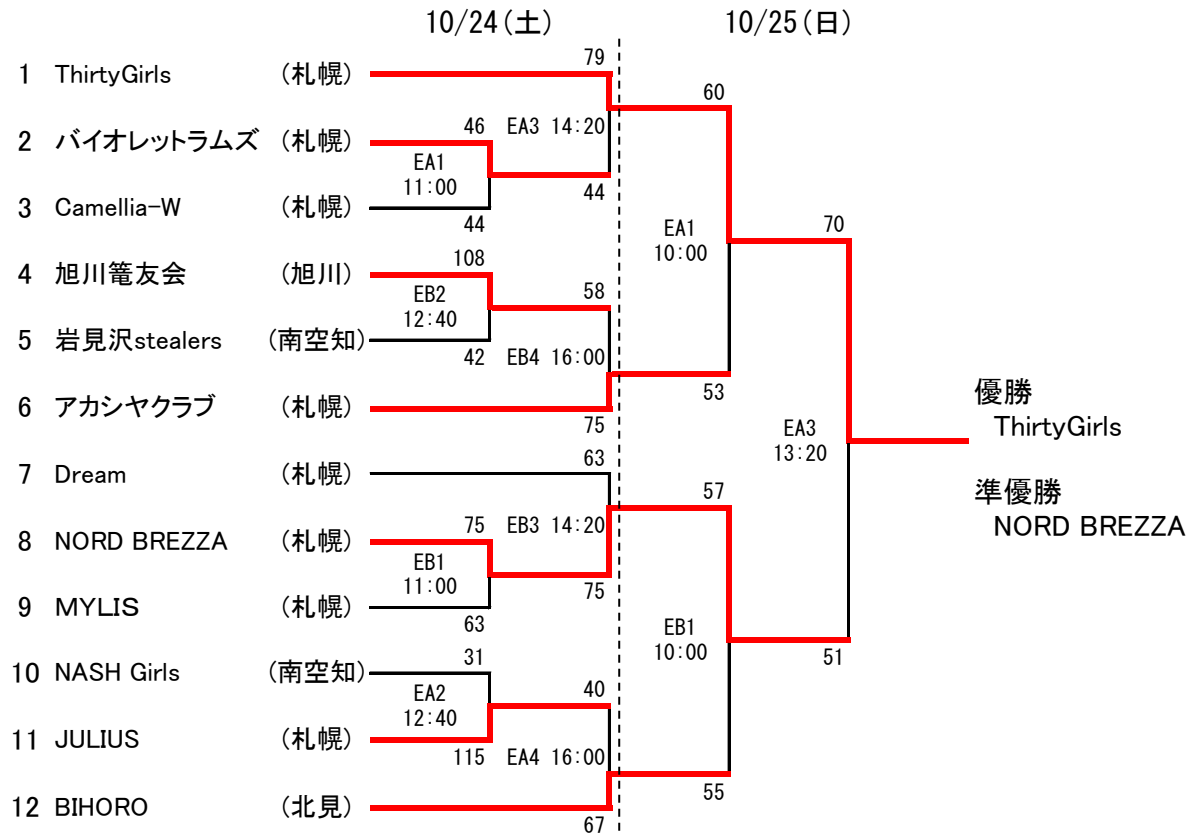 10/24(土) 10/25(日)
79
1 ThirtyGirls (札幌)
60
46 EA3 14:20
2 バイオレットラムズ (札幌)
EA1
11:00
44
3 Camellia-W (札幌)
44
EA1
10:00
70
108
4 旭川篭友会 (旭川)
58
EB2
12:40
5 岩見沢stealers (南空知)
42 EB4 16:00
53
6 アカシヤクラブ (札幌)
75
優勝
ThirtyGirls
EA3
13:20
63
7 Dream (札幌)
57
準優勝
NORD BREZZA
75 EB3 14:20
8 NORD BREZZA (札幌)
EB1
11:00
75
9 MYLIS (札幌)
63
EB1
10:00
51
31
10 NASH Girls (南空知)
40
EA2
12:40
11 JULIUS (札幌)
115 EA4 16:00
55
12 BIHORO (北見)
67